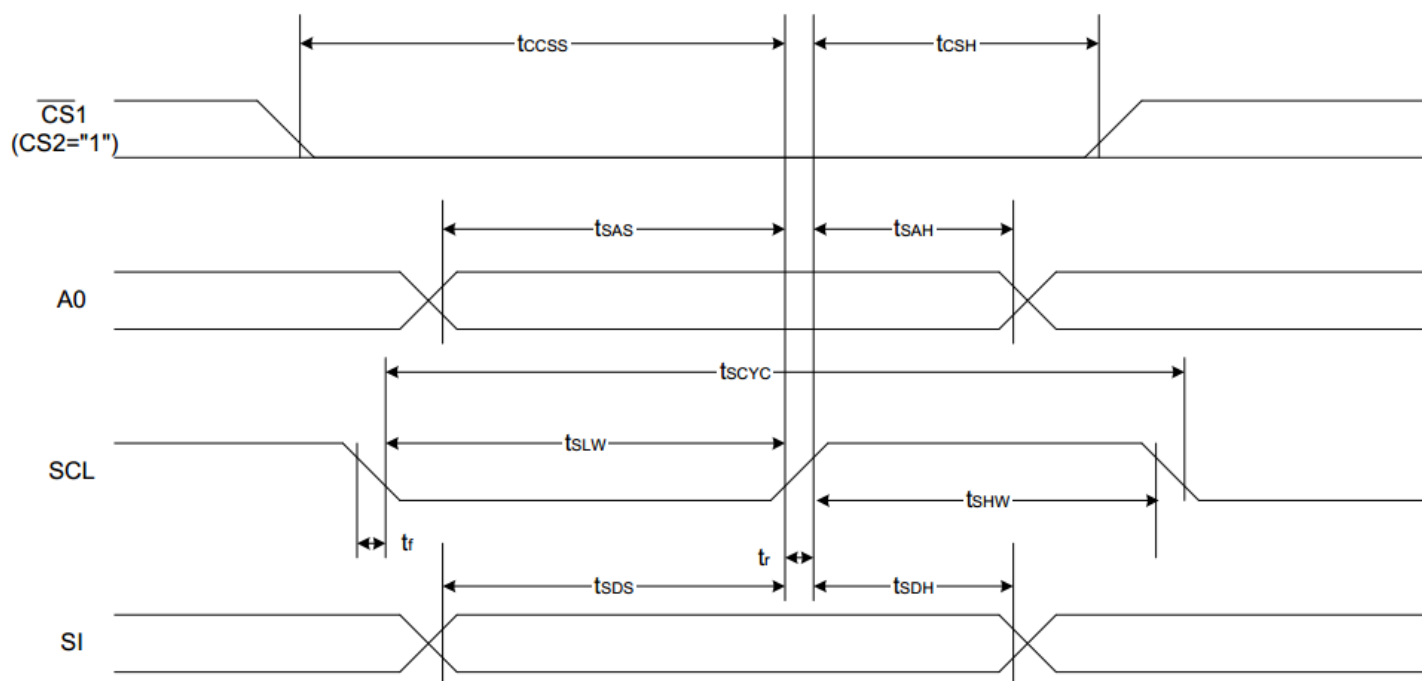 tCCSS
tCSH
CS1
(CS2="1")
tSAS
tSAH
A0
tSCYC
tSLW
SCL
tSHW
tf
tr
tSDS
tSDH
SI